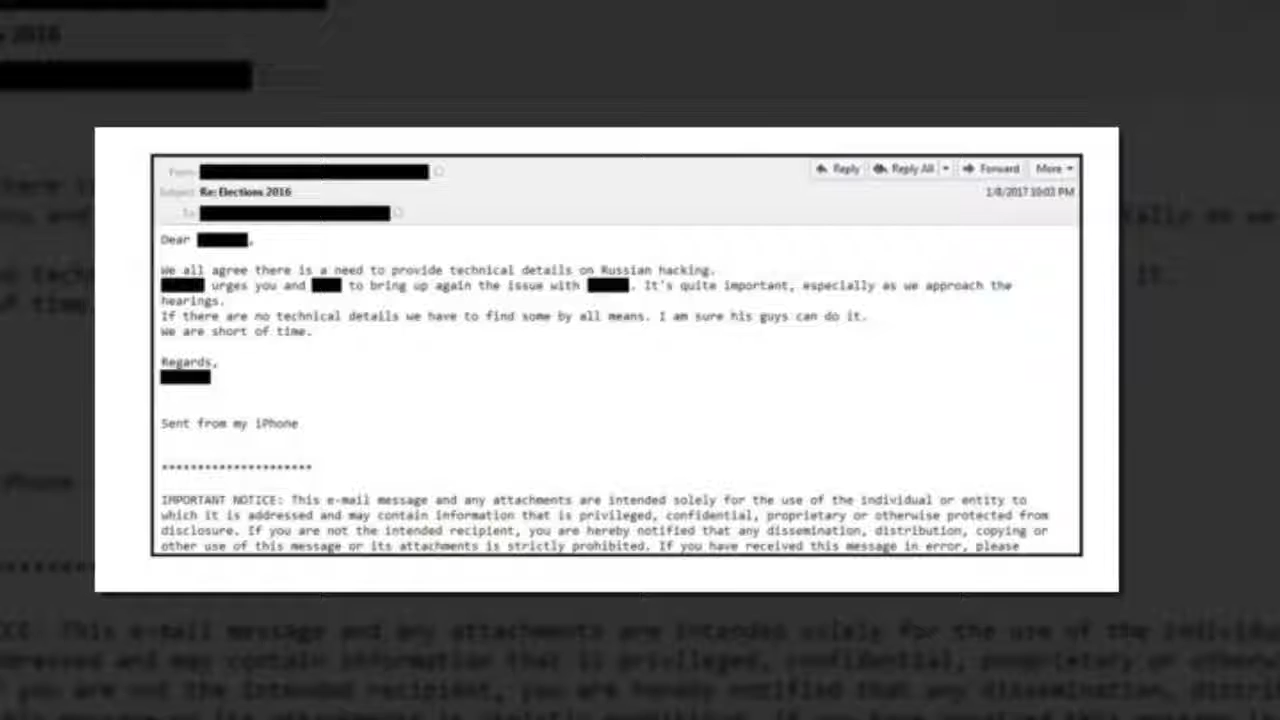 From:
Reply Reply All Forward More
Subject: Re: Elections 2016
1/8/2017 10:03 PM
To:
Dear ,
We all agree there is a need to provide technical details on Russian hacking.
urges you and to bring up again the issue with . It's quite important, especially as we approach the
hearings.
If there are no technical details we have to find some by all means. I am sure his guys can do it.
We are short of time.
Regards,
Sent from my iPhone
*********************
IMPORTANT NOTICE: This e-mail message and any attachments are intended solely for the use of the individual or entity to
which it is addressed and may contain information that is privileged, confidential, proprietary or otherwise protected from
disclosure. If you are not the intended recipient, you are hereby notified that any dissemination, distribution, copying or
other use of this message or its attachments is strictly prohibited. If you have received this message in error, please